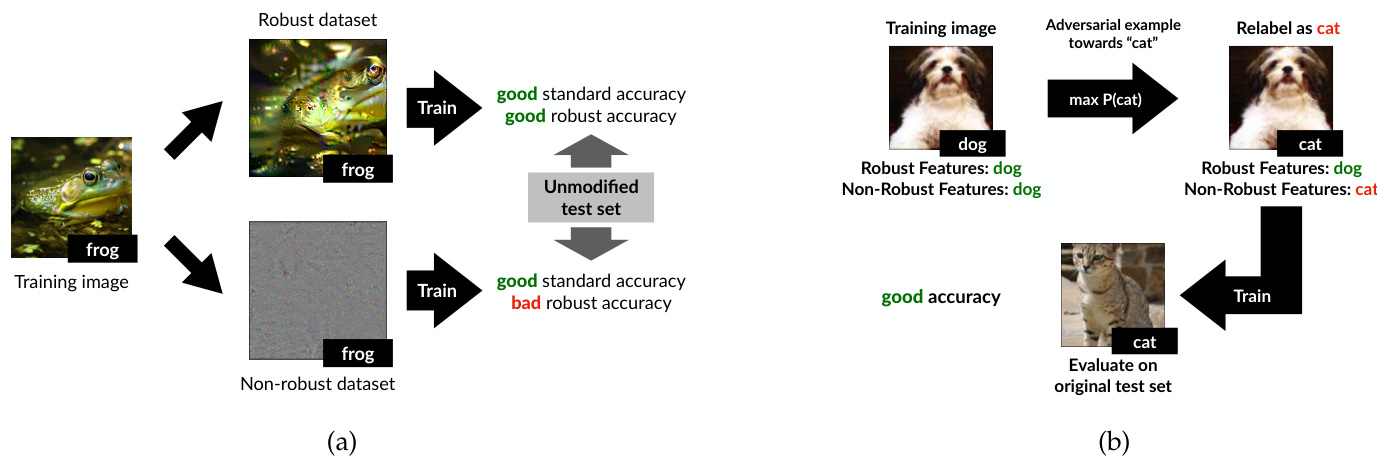 Robust dataset
frog
Train
good standard accuracy
good robust accuracy
frog
Training image
Unmodified
test set
frog
Train
good standard accuracy
bad robust accuracy
Non-robust dataset
(a)
Training image
dog
Robust Features: dog
Non-Robust Features: dog
Adversarial example
towards “cat”
max P(cat)
Relabel as cat
cat
Robust Features: dog
Non-Robust Features: cat
Train
cat
Evaluate on
original test set
good accuracy
(b)